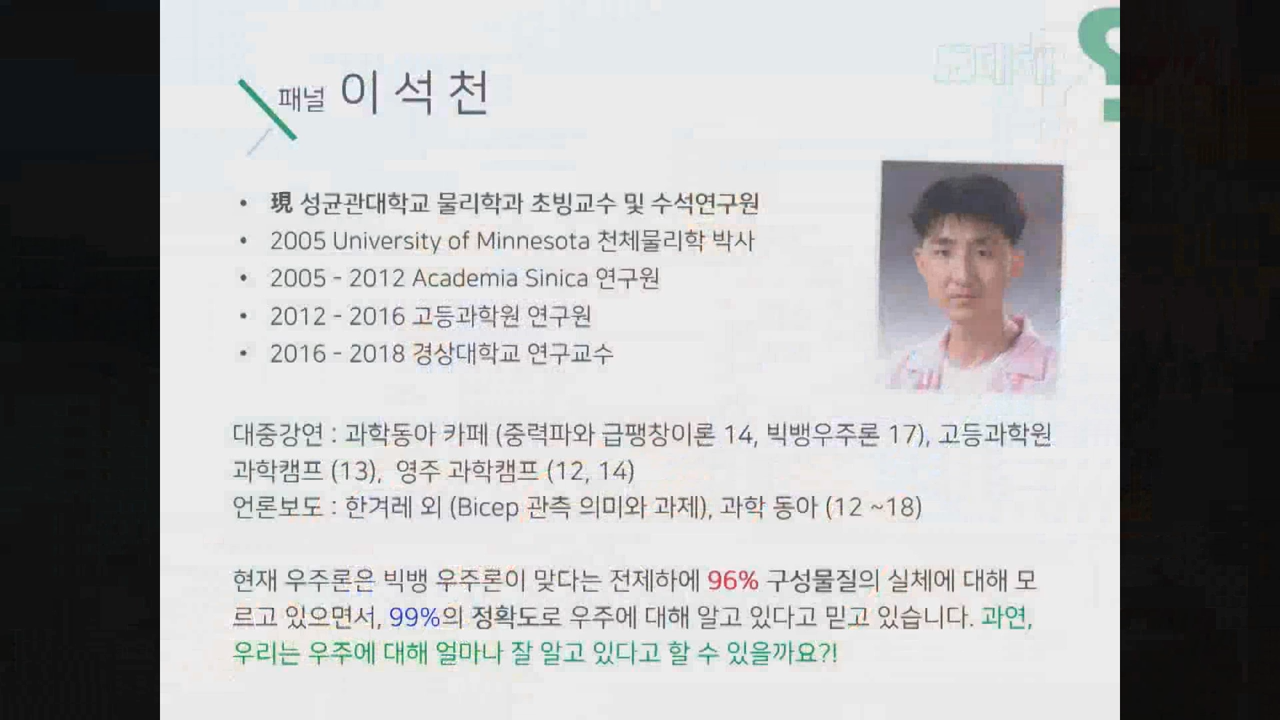 패널 이 석 천
• 現 성균관대학교 물리학과 초빙교수 및 수석연구원
• 2005 University of Minnesota 천체물리학 박사
• 2005 - 2012 Academia Sinica 연구원
• 2012 - 2016 고등과학원 연구원
• 2016 - 2018 경상대학교 연구교수
대중강연 : 과학동아 카페 (중력파와 급팽창이론 14, 빅뱅우주론 17), 고등과학원
과학캠프 (13), 영주 과학캠프 (12, 14)
언론보도 : 한겨레 외 (Bicep 관측 의미와 과제), 과학 동아 (12 ~18)
현재 우주론은 빅뱅 우주론이 맞다는 전제하에 96% 구성물질의 실체에 대해 모
르고 있으면서, 99%의 정확도로 우주에 대해 알고 있다고 믿고 있습니다. 과연,
우리는 우주에 대해 얼마나 잘 알고 있다고 할 수 있을까요?!